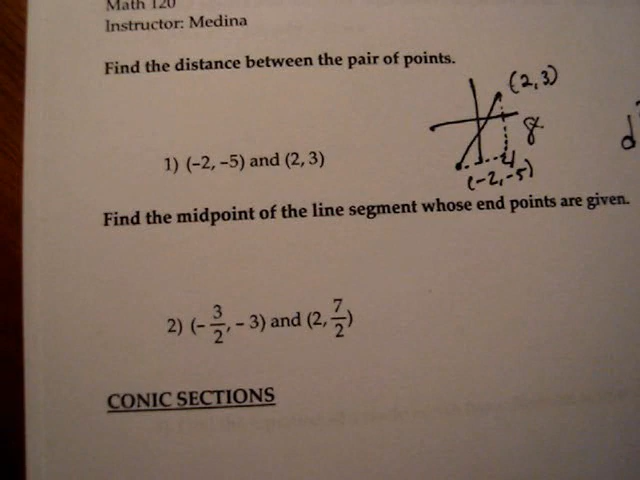 Math 120
Instructor: Medina
Find the distance between the pair of points.
(2,3)
8
d
1) (-2, -5) and (2, 3)
4
(-2,-5)
Find the midpoint of the line segment whose end points are given.
2) (-3/2, - 3) and (2, 7/2)
CONIC SECTIONS